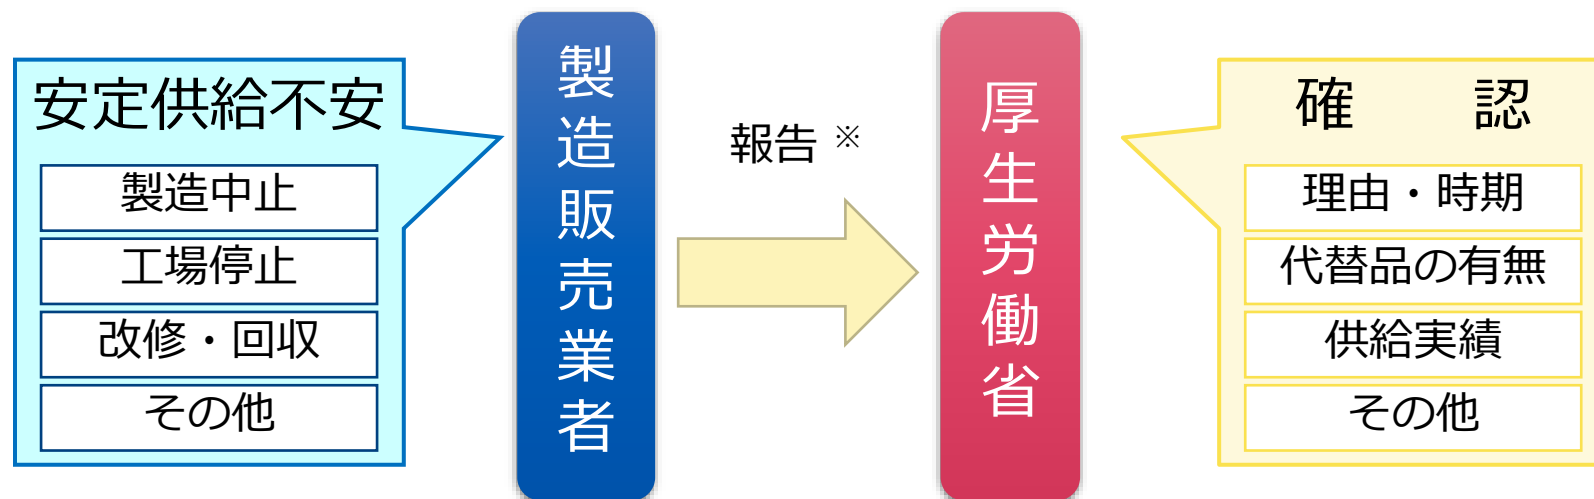 安定供給不安
製造中止
工場停止
改修・回収
その他
製造販売業者
報告 ※
厚生労働省
確 認
理由・時期
代替品の有無
供給実績
その他